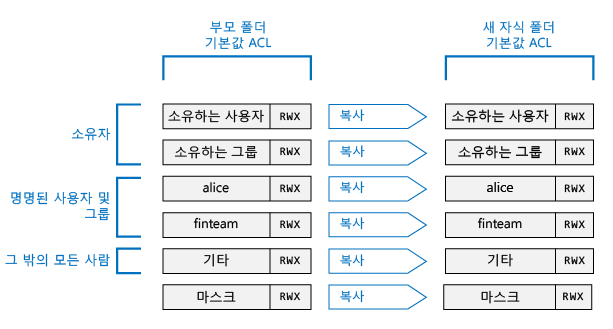 부모 폴더
기본값 ACL
새 자식 폴더
기본값 ACL
소유자
소유하는 사용자 RWX 복사 소유하는 사용자 RWX
소유하는 그룹 RWX 복사 소유하는 그룹 RWX
명명된 사용자 및
그룹
alice RWX 복사 alice RWX
finteam RWX 복사 finteam RWX
그 밖의 모든 사람
기타 RWX 복사 기타 RWX
마스크 RWX 복사 마스크 RWX